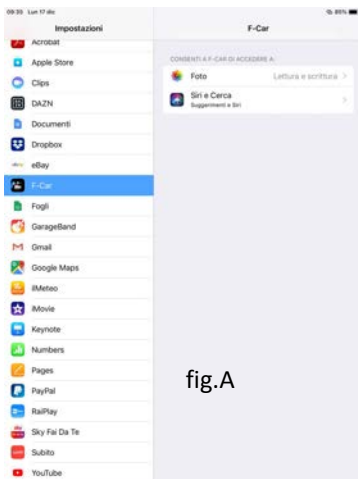 09:39 Lun 17 dic
85%
Impostazioni
F-Car
Acrobat
Apple Store
Clips
DAZN
Documenti
Dropbox
eBay
F-Car
Fogli
GarageBand
Gmail
Google Maps
ilMeteo
iMovie
Keynote
Numbers
Pages
PayPal
RaiPlay
Sky Fai Da Te
Subito
YouTube
CONSENTI A F-CAR DI ACCEDERE A:
Foto Lettura e scrittura
Siri e Cerca
Suggerimenti e Siri
fig.A